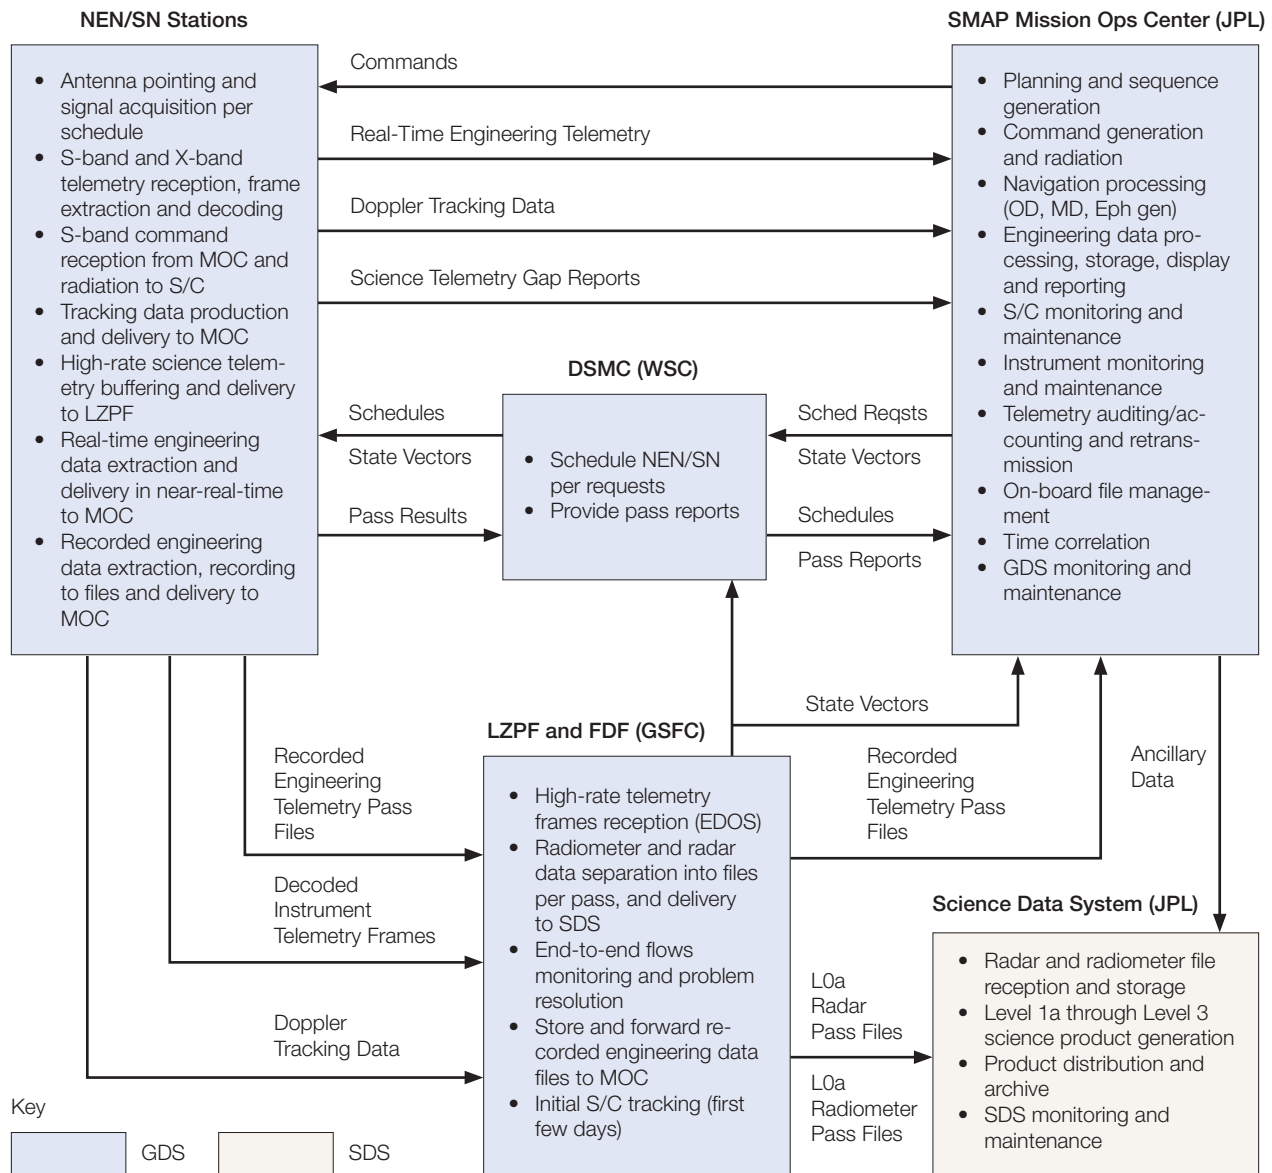 NEN/SN Stations
• Antenna pointing and
signal acquisition per
schedule
• S-band and X-band
telemetry reception, frame
extraction and decoding
• S-band command
reception from MOC and
radiation to S/C
• Tracking data production
and delivery to MOC
• High-rate science telem-
etry buffering and delivery
to LZPF
• Real-time engineering
data extraction and
delivery in near-real-time
to MOC
• Recorded engineering
data extraction, recording
to files and delivery to
MOC
Commands
Real-Time Engineering Telemetry
Doppler Tracking Data
Science Telemetry Gap Reports
SMAP Mission Ops Center (JPL)
• Planning and sequence
generation
• Command generation
and radiation
• Navigation processing
(OD, MD, Eph gen)
• Engineering data pro-
cessing, storage, display
and reporting
• S/C monitoring and
maintenance
• Instrument monitoring
and maintenance
• Telemetry auditing/ac-
counting and retrans-
mission
• On-board file manage-
ment
• Time correlation
• GDS monitoring and
maintenance
Schedules
State Vectors
Pass Results
DSMC (WSC)
• Schedule NEN/SN
per requests
• Provide pass reports
Sched Reqsts
State Vectors
Schedules
Pass Reports
State Vectors
Recorded
Engineering
Telemetry Pass
Files
Decoded
Instrument
Telemetry Frames
Doppler
Tracking Data
LZPF and FDF (GSFC)
• High-rate telemetry
frames reception (EDOS)
• Radiometer and radar
data separation into files
per pass, and delivery
to SDS
• End-to-end flows
monitoring and problem
resolution
• Store and forward re-
corded engineering data
files to MOC
• Initial S/C tracking (first
few days)
Recorded
Engineering
Telemetry Pass
Files
Ancillary
Data
L0a
Radar
Pass Files
L0a
Radiometer
Pass Files
Science Data System (JPL)
• Radar and radiometer file
reception and storage
• Level 1a through Level 3
science product generation
• Product distribution and
archive
• SDS monitoring and
maintenance
Key
GDS
SDS